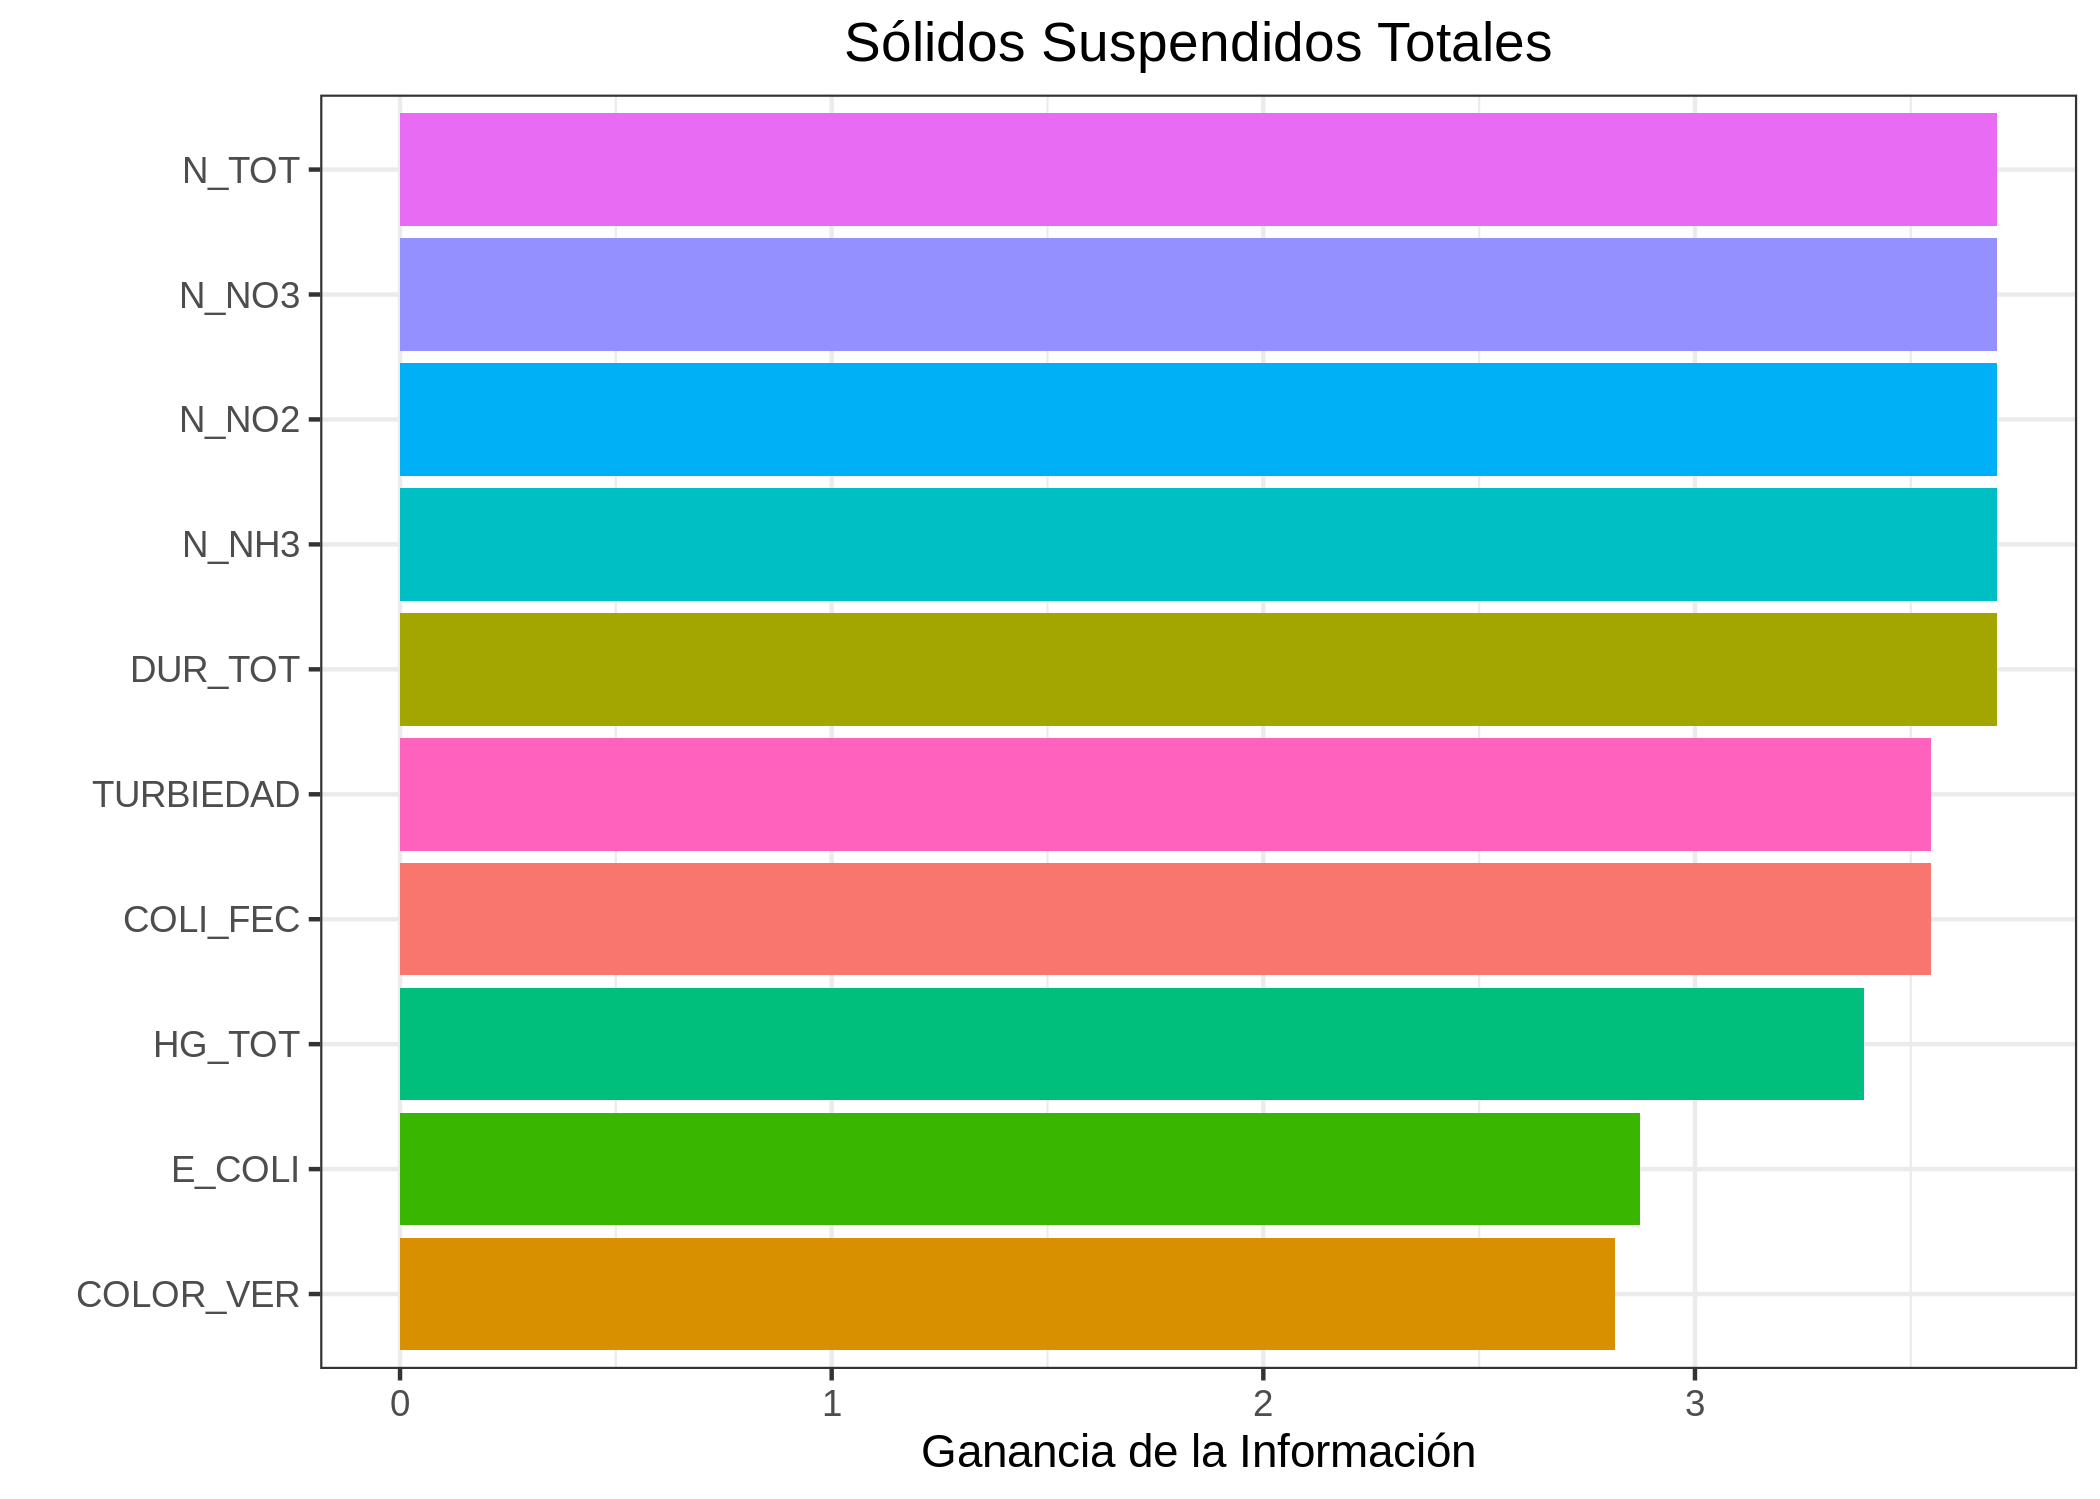 Sólidos Suspendidos Totales
N_TOT
N_NO3
N_NO2
N_NH3
DUR_TOT
TURBIEDAD
COLI_FEC
HG_TOT
E_COLI
COLOR_VER
0 1 2 3
Ganancia de la Información